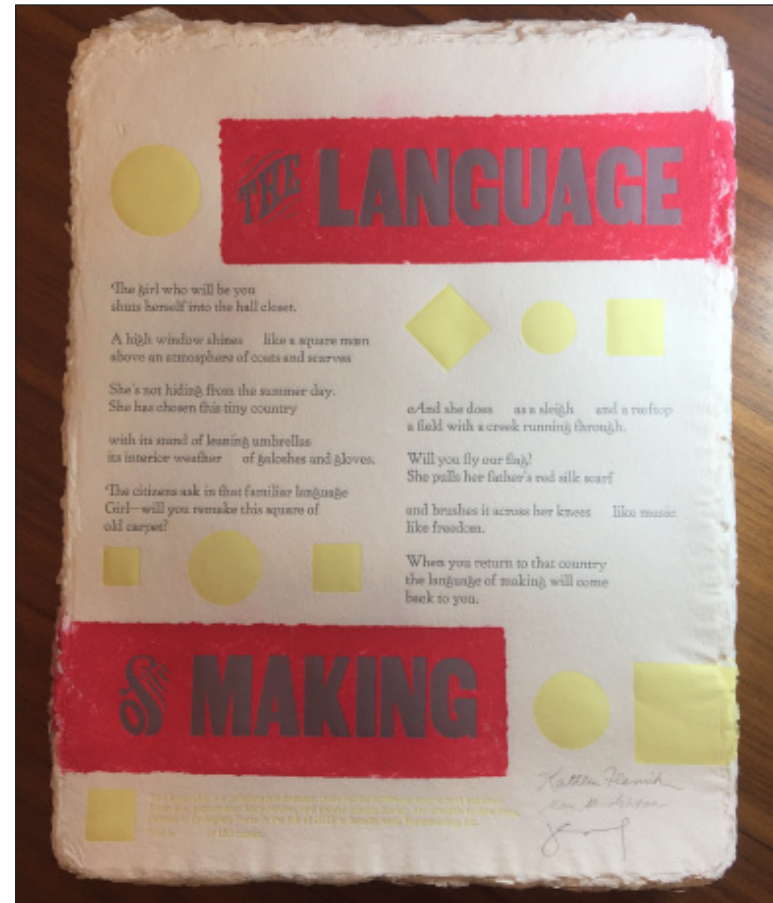 THE LANGUAGE
The girl who will be you
shuts herself into the hall closet.
A high window shines like a square moon
above an atmosphere of coats and scarves
She's not hiding from the summer day.
She has chosen this tiny country
with its stand of leaning umbrellas
its interior weather of galoshes and gloves.
The citizens ask in that familiar language
Girl—will you remake this square of
old carpet?
And she does as a sleigh and a rooftop
a field with a creek running through.
Will you fly our flag?
She pulls her father's red silk scarf
and brushes it across her knees like music
like freedom.
When you return to that country
the language of making will come
back to you.
OF MAKING
Kathleen Flenniken